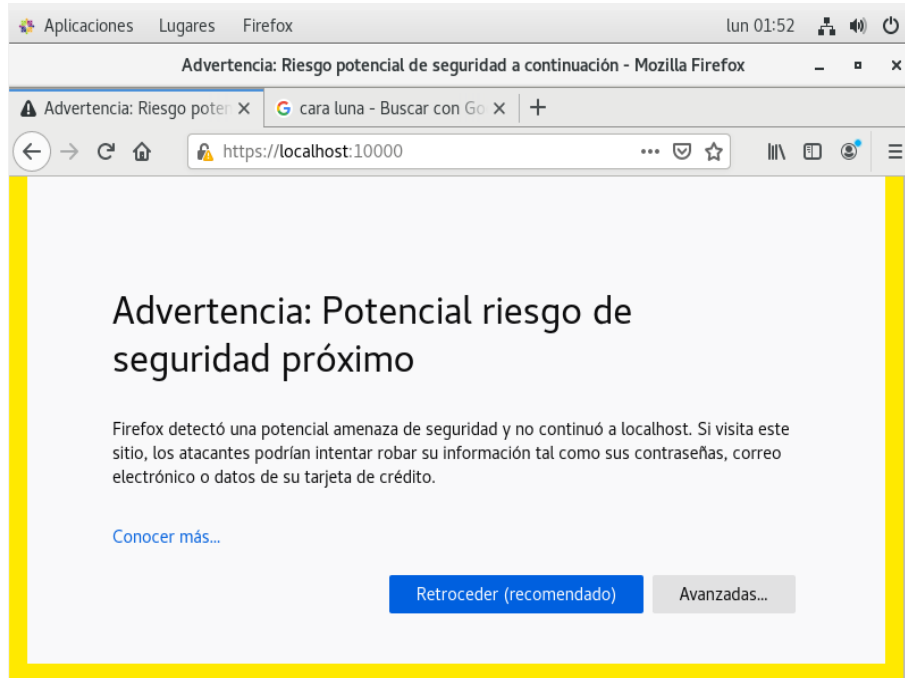 Aplicaciones Lugares Firefox lun 01:52
Advertencia: Riesgo potencial de seguridad a continuación - Mozilla Firefox
Advertencia: Riesgo poten cara luna - Buscar con Go
https://localhost:10000
Advertencia: Potencial riesgo de
seguridad próximo
Firefox detectó una potencial amenaza de seguridad y no continuó a localhost. Si visita este
sitio, los atacantes podrían intentar robar su información tal como sus contraseñas, correo
electrónico o datos de su tarjeta de crédito.
Conocer más...
Retroceder (recomendado) Avanzadas...